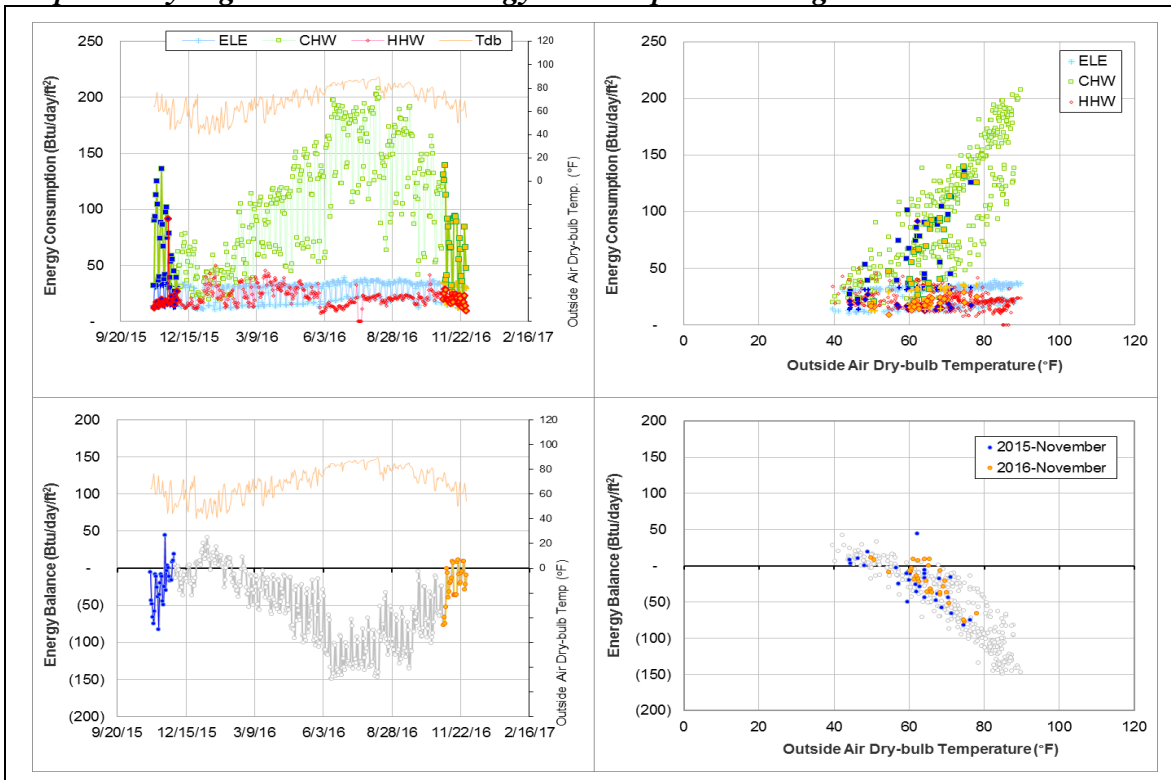 250
200
150
100
50
-
Energy Consumption (Btu/day/ft²)
ELE CHW HHW Tdb
120
100
80
60
40
20
0
Outside Air Dry-bulb Temp. (°F)
9/20/15 12/15/15 3/9/16 6/3/16 8/28/16 11/22/16 2/16/17
250
200
150
100
50
-
Energy Consumption (Btu/day/ft²)
ELE
CHW
HHW
0 20 40 60 80 100 120
Outside Air Dry-bulb Temperature (°F)
200
150
100
50
-
(50)
(100)
(150)
(200)
Energy Balance (Btu/day/ft²)
120
100
80
60
40
20
0
Outside Air Dry-bulb Temp (°F)
9/20/15 12/15/15 3/9/16 6/3/16 8/28/16 11/22/16 2/16/17
200
150
100
50
-
(50)
(100)
(150)
(200)
Energy Balance (Btu/day/ft²)
2015-November
2016-November
0 20 40 60 80 100 120
Outside Air Dry-bulb Temperature (°F)